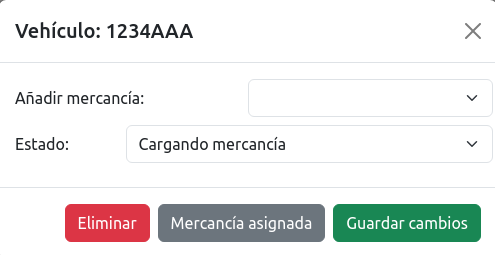 Vehículo: 1234AAA
Añadir mercancía:
Estado: Cargando mercancía
Eliminar Mercancía asignada Guardar cambios